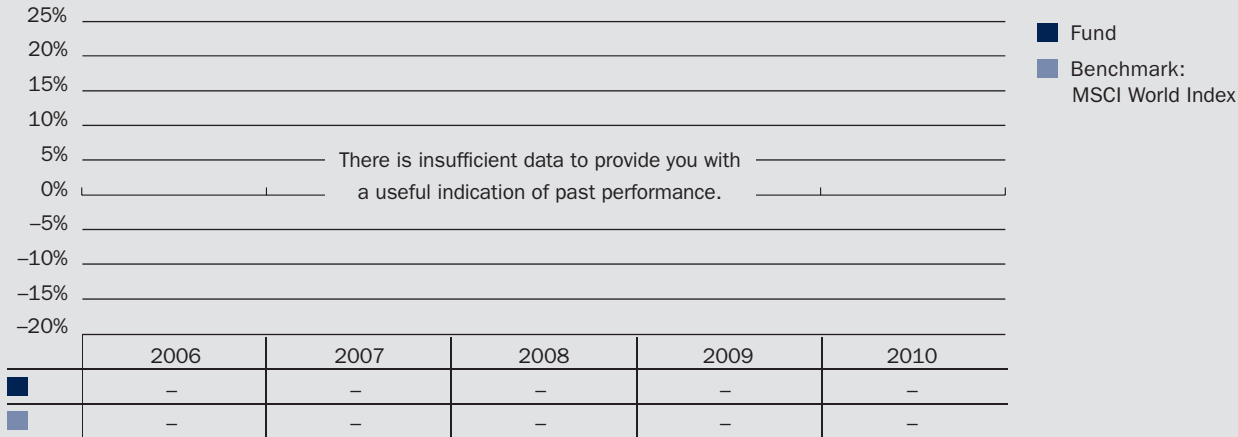 25%
20%
15%
10%
5%
0%
–5%
–10%
–15%
–20%
There is insufficient data to provide you with
a useful indication of past performance.
Fund
Benchmark:
MSCI World Index
2006 2007 2008 2009 2010
– – – – –
– – – – –